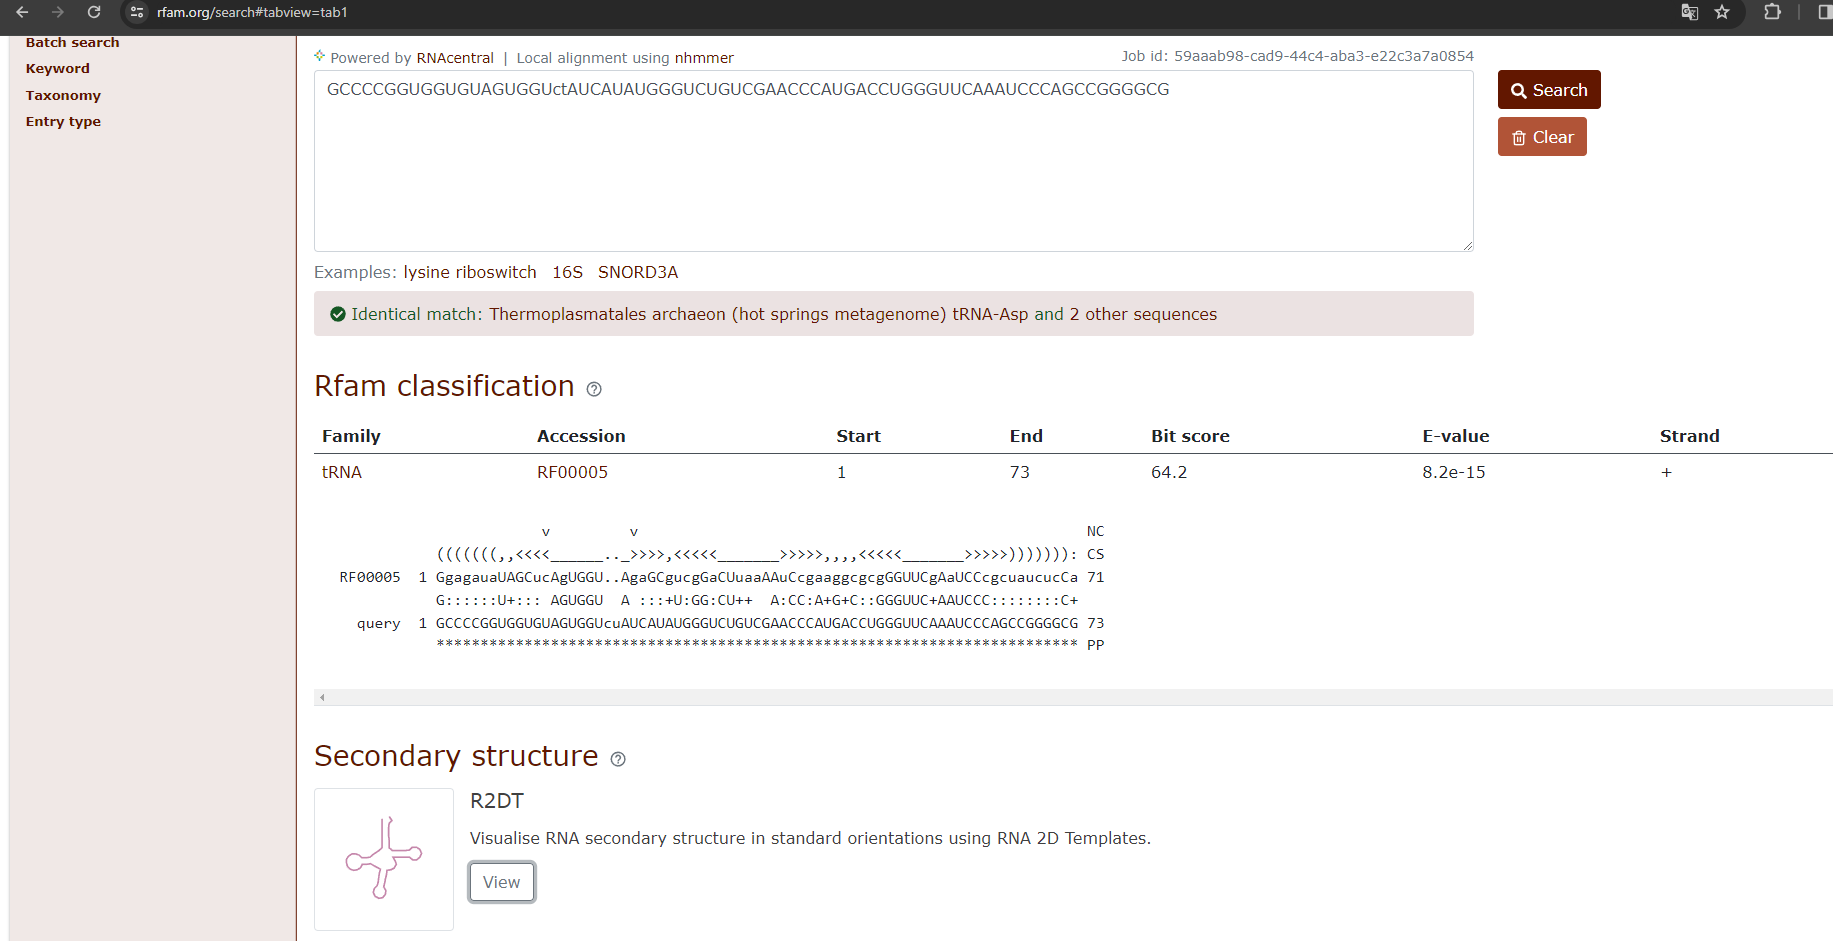 rfam.org/search#tabview=tab1
Batch search
Keyword
Taxonomy
Entry type
Powered by RNAcentral | Local alignment using nhmmer
Job id: 59aaab98-cad9-44c4-aba3-e22c3a7a0854
GCCCCGGUGGUGUAGUGGUctAUCAUAUGGGUCUGUCGAACCCAUGACCUGGGUUCAAAUCCCAGCCGGGGCG
Search
Clear
Examples: lysine riboswitch 16S SNORD3A
Identical match: Thermoplasmatales archaeon (hot springs metagenome) tRNA-Asp and 2 other sequences
Rfam classification
Family Accession Start End Bit score E-value Strand
tRNA RF00005 1 73 64.2 8.2e-15 +
v v NC
(((((((,,<<<<______.._>>>>,<<<<<_______>>>>>,,,,<<<<<_______>>>>>))))))): CS
RF00005 1 GgagauaUAGCucAgUGGU..AgaGCgucgGaCUuaaAAuCcgaaggcgcgGGUUCgAaUCCcgcuaucucCa 71
G::::::U+::: AGUGGU  A :::+U:GG:CU++  A:CC:A+G+C::GGGUUC+AAUCCC::::::::C+
query 1 GCCCCGGUGGUGUAGUGGUcuAUCAUAUGGGUCUGUCGAACCCAUGACCUGGGUUCAAAUCCCAGCCGGGGCG 73
************************************************************************* PP
Secondary structure
R2DT
Visualise RNA secondary structure in standard orientations using RNA 2D Templates.
View